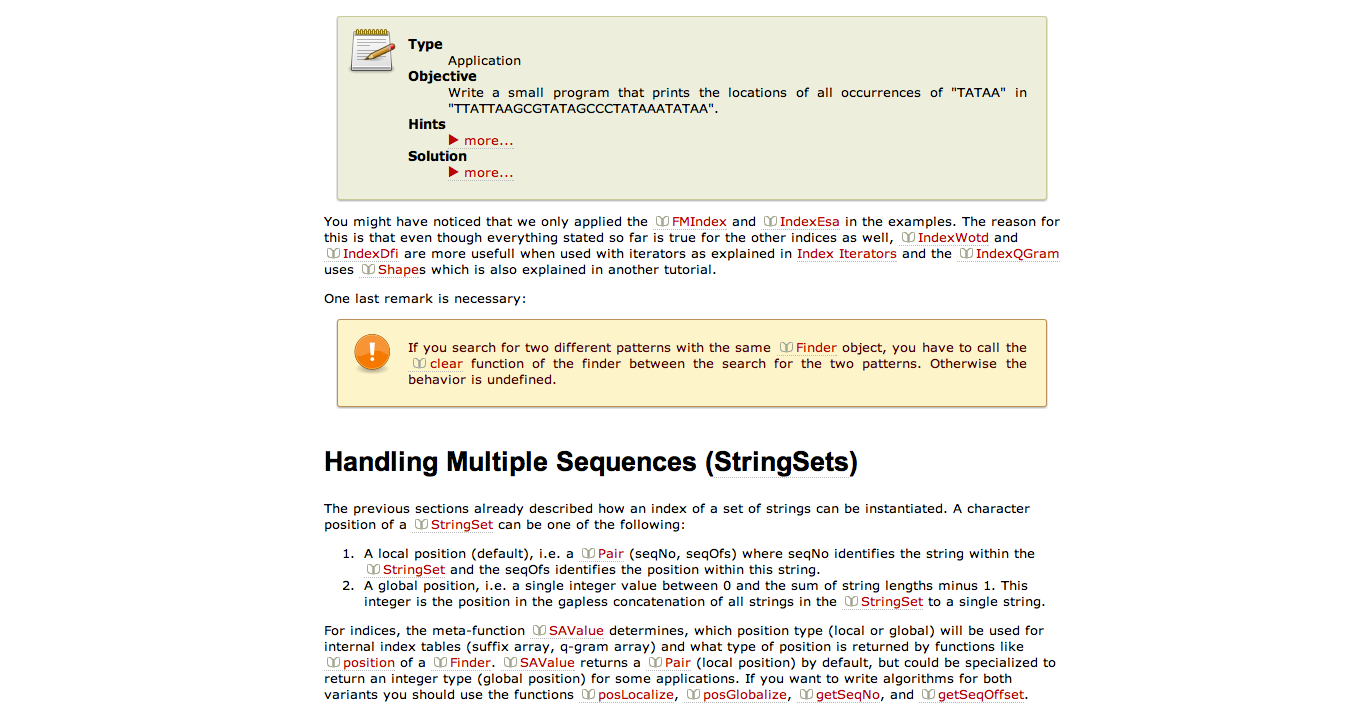 Type
Application
Objective
Write a small program that prints the locations of all occurrences of "TATAA" in
"TTATTAAGCGTATAGCCCTATAAATATAA".
Hints
more...
Solution
more...
You might have noticed that we only applied the FMIndex and IndexEsa in the examples. The reason for
this is that even though everything stated so far is true for the other indices as well, IndexWotd and
IndexDfi are more usefull when used with iterators as explained in Index Iterators and the IndexQGram
uses Shapes which is also explained in another tutorial.
One last remark is necessary:
If you search for two different patterns with the same Finder object, you have to call the
clear function of the finder between the search for the two patterns. Otherwise the
behavior is undefined.
Handling Multiple Sequences (StringSets)
The previous sections already described how an index of a set of strings can be instantiated. A character
position of a StringSet can be one of the following:
1. A local position (default), i.e. a Pair (seqNo, seqOfs) where seqNo identifies the string within the
StringSet and the seqOfs identifies the position within this string.
2. A global position, i.e. a single integer value between 0 and the sum of string lengths minus 1. This
integer is the position in the gapless concatenation of all strings in the StringSet to a single string.
For indices, the meta-function SAValue determines, which position type (local or global) will be used for
internal index tables (suffix array, q-gram array) and what type of position is returned by functions like
position of a Finder. SAValue returns a Pair (local position) by default, but could be specialized to
return an integer type (global position) for some applications. If you want to write algorithms for both
variants you should use the functions posLocalize, posGlobalize, getSeqNo, and getSeqOffset.